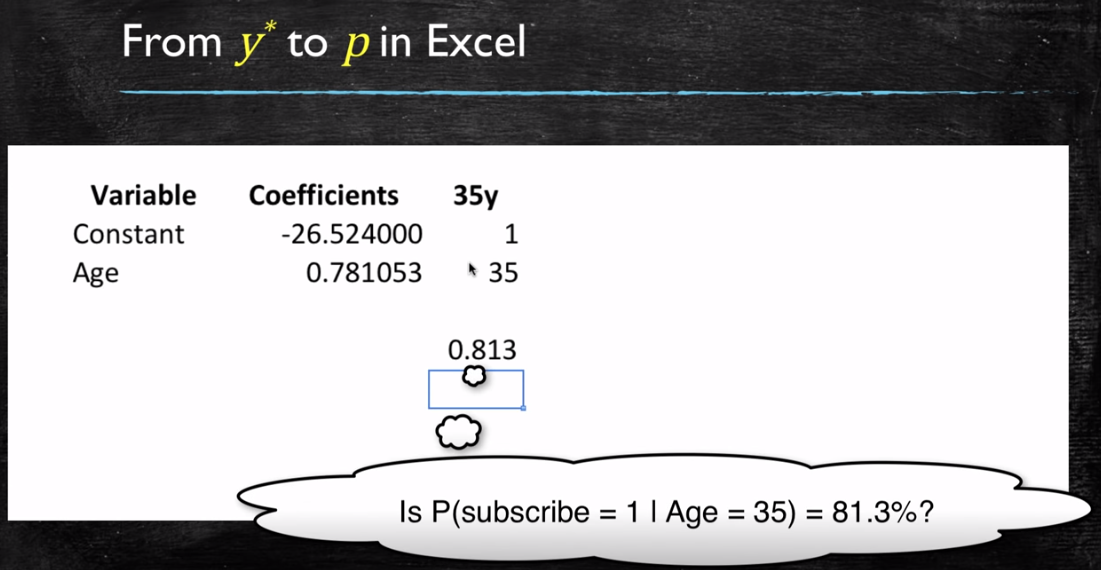 From y* to p in Excel
Variable Coefficients 35y
Constant -26.524000 1
Age 0.781053 35
0.813
Is P(subscribe = 1 | Age = 35) = 81.3%?